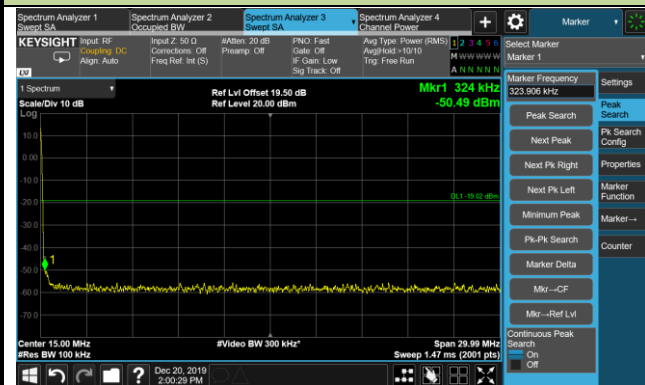 Spectrum Analyzer 1
Swept SA
Spectrum Analyzer 2
Occupied BW
Spectrum Analyzer 3
Swept SA
Spectrum Analyzer 4
Channel Power
+
Marker
KEYSIGHT
Input: RF
Coupling: DC
Align: Auto
Input Z: 50 Ω
Corrections: Off
Freq Ref: Int (S)
#Atten: 20 dB
Preamp: Off
PNO: Fast
Gate: Off
IF Gain: Low
Sig Track: Off
Avg Type: Power (RMS)
Avg|Hold:>10/10
Trig: Free Run
1 2 3 4 5 6
M W W W W W
A N N N N N
LXI
Select Marker
Marker 1
1 Spectrum
Scale/Div 10 dB
Log
Ref Lvl Offset 19.50 dB
Ref Level 20.00 dBm
Mkr1 324 kHz
-50.49 dBm
10.0
0.00
-10.0
-20.0
-30.0
-40.0
-50.0
-60.0
-70.0
DL1 -19.02 dBm
1
Center 15.00 MHz
#Res BW 100 kHz
#Video BW 300 kHz*
Span 29.99 MHz
Sweep 1.47 ms (2001 pts)
Marker Frequency
323.906 kHz
Peak Search
Next Peak
Next Pk Right
Next Pk Left
Minimum Peak
Pk-Pk Search
Marker Delta
Mkr→CF
Mkr→Ref Lvl
Continuous Peak
Search
On
Off
Settings
Peak
Search
Pk Search
Config
Properties
Marker
Function
Marker→
Counter
?
Dec 20, 2019
2:00:29 PM